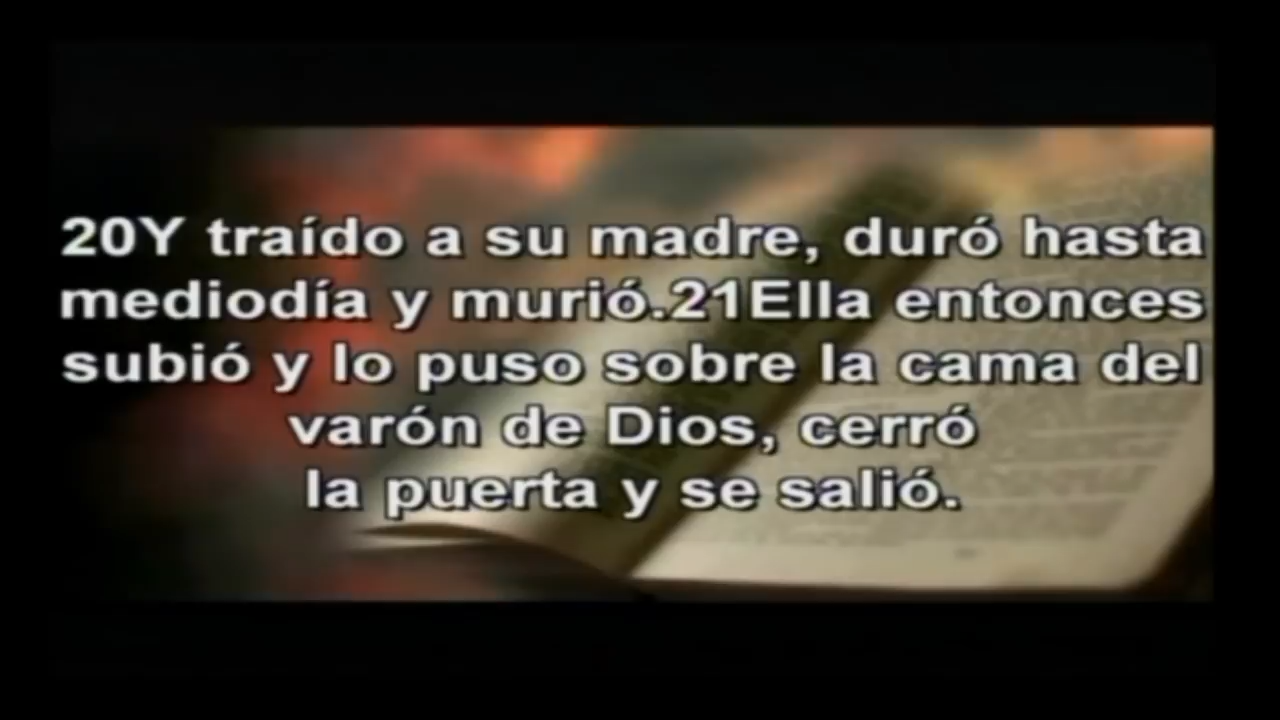 20Y traído a su madre, duró hasta
mediodía y murió.21Ella entonces
subió y lo puso sobre la cama del
varón de Dios, cerró
la puerta y se salió.